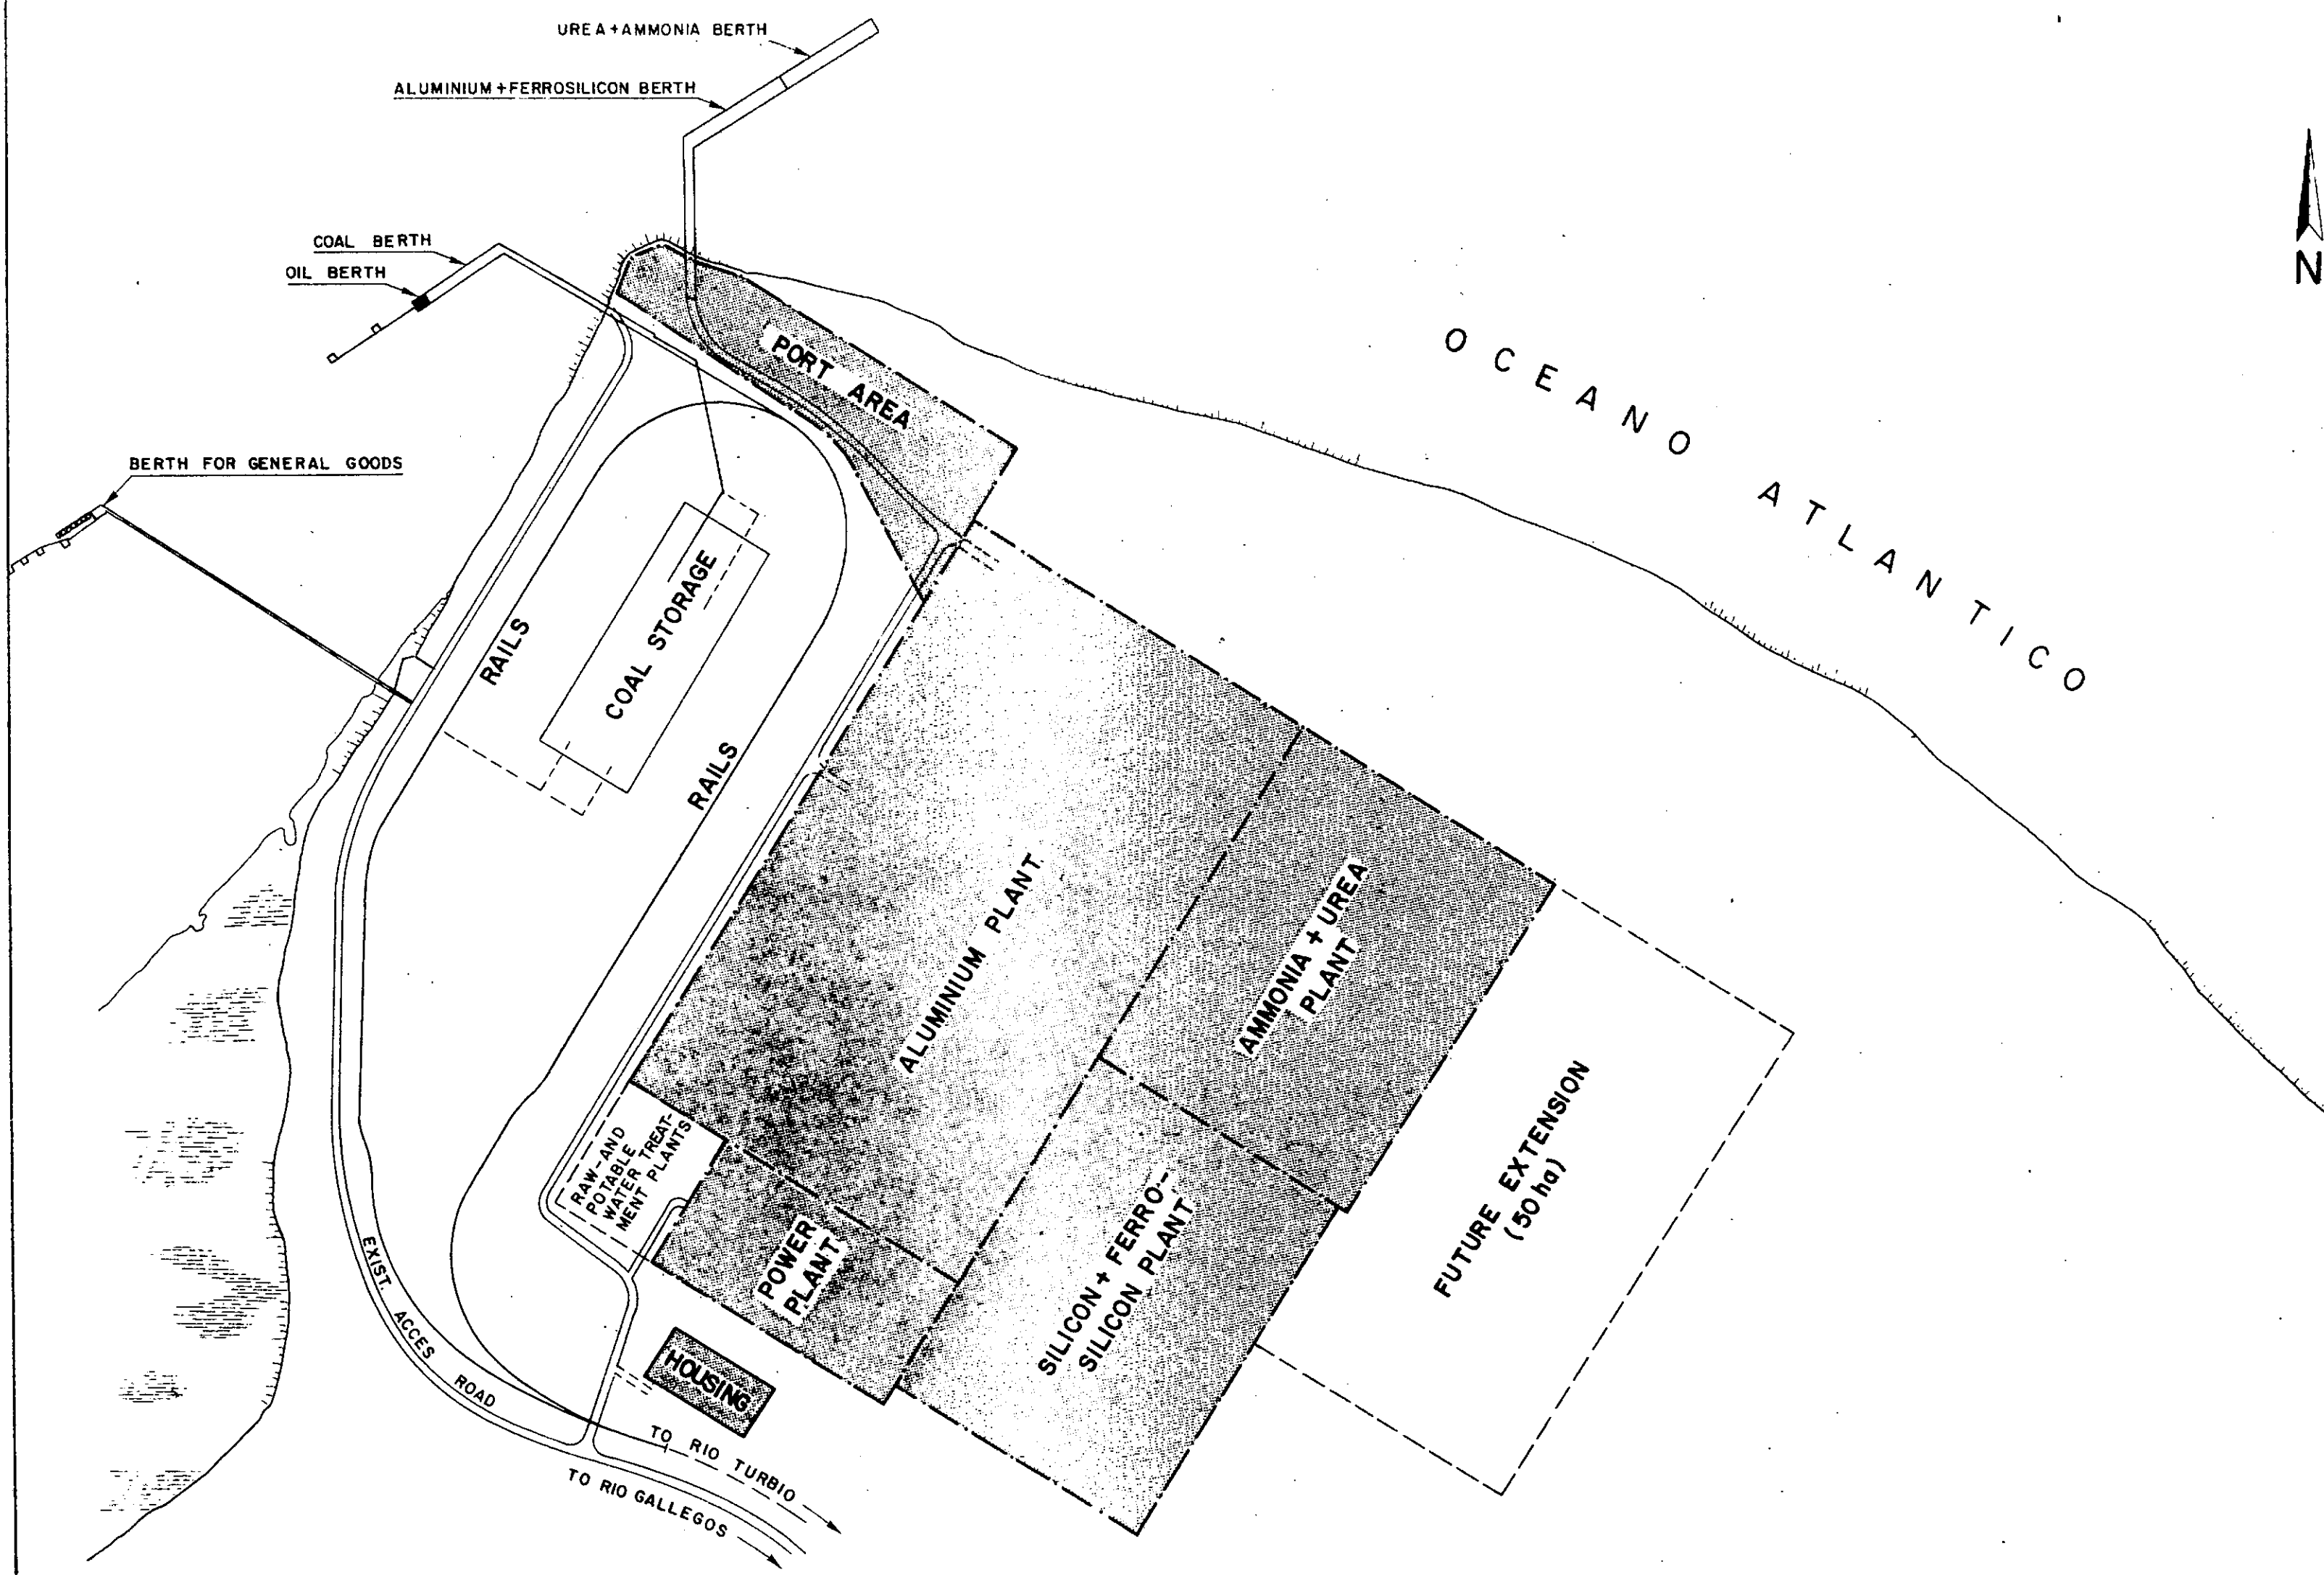 UREA+AMMONIA BERTH
ALUMINIUM+FERROSILICON BERTH
COAL BERTH
OIL BERTH
BERTH FOR GENERAL GOODS
N
OCEANO ATLANTICO
PORT AREA
RAILS
COAL STORAGE
RAILS
ALUMINIUM PLANT
AMMONIA + UREA
PLANT
RAW-AND
POTABLE
WATER TREAT-
MENT PLANTS
POWER
PLANT
SILICON + FERRO-
SILICON PLANT
FUTURE EXTENSION
(50 ha)
HOUSING
EXIST. ACCES ROAD
TO RIO TURBIO
TO RIO GALLEGOS